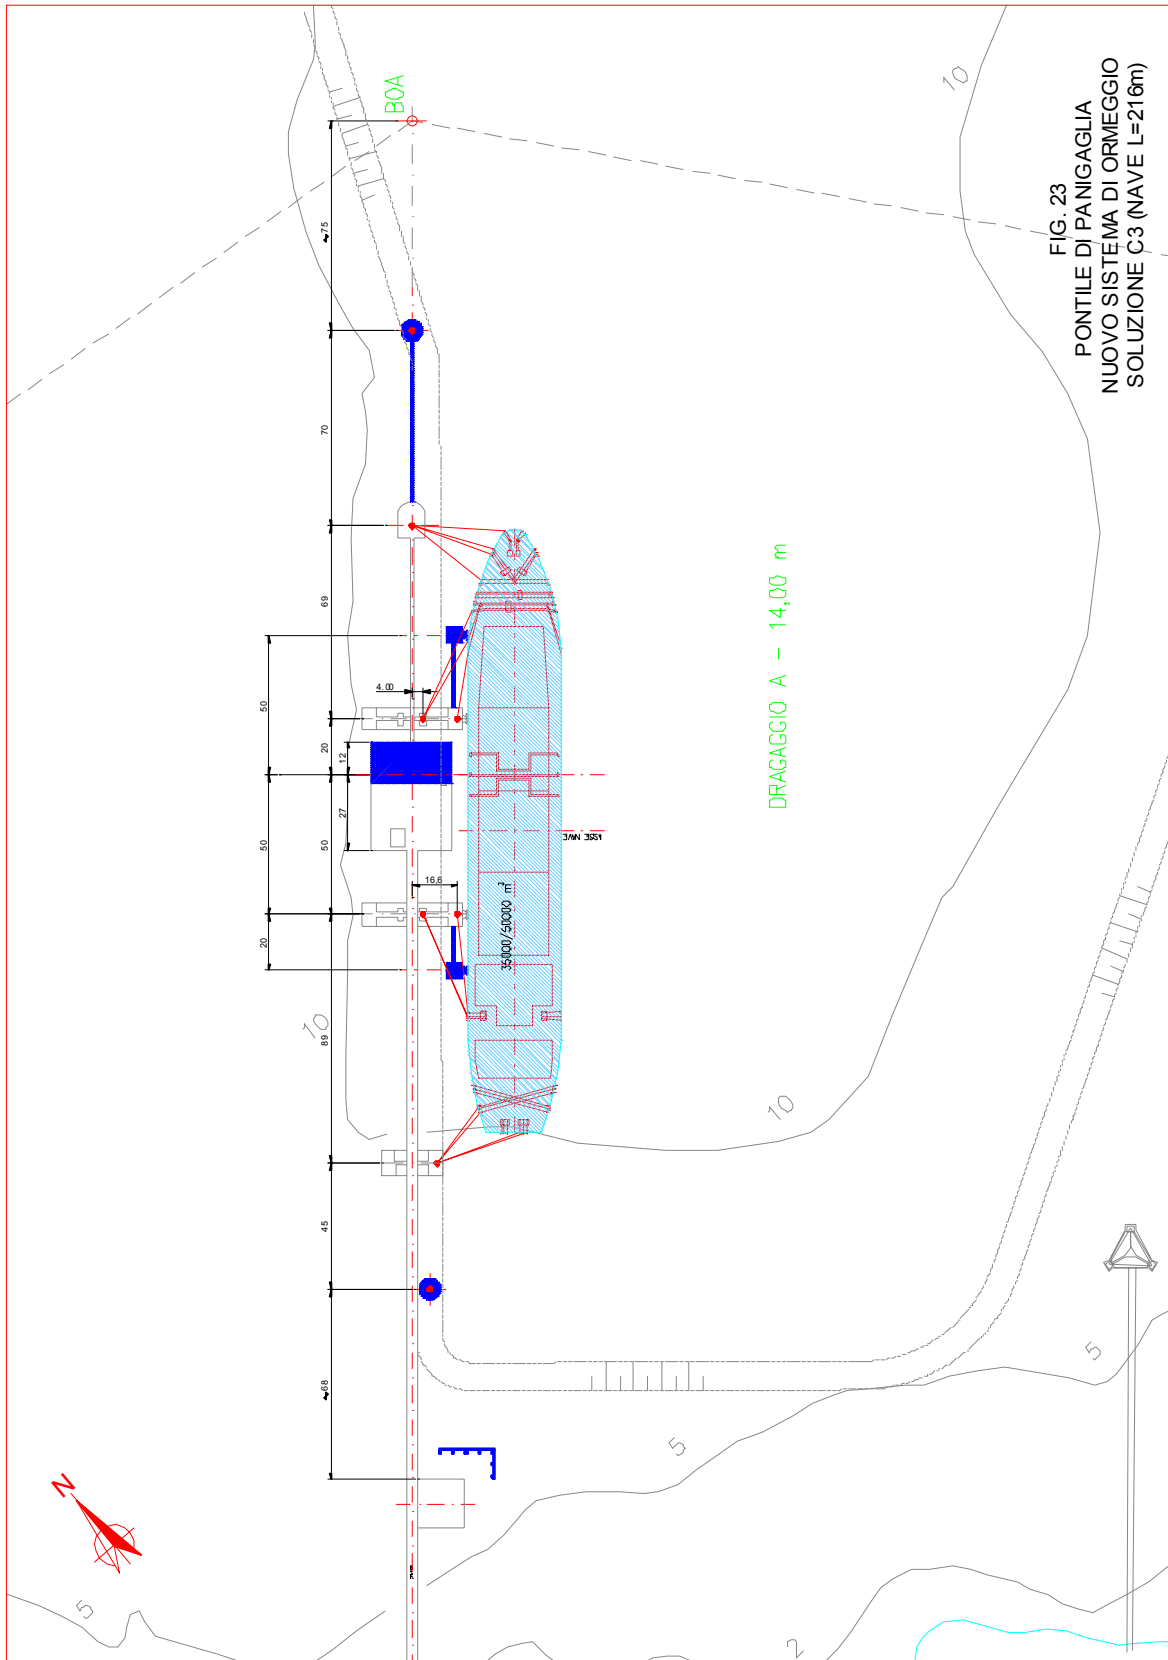 FIG. 23
PONTILE DI PANIGAGLIA
NUOVO SISTEMA DI ORMEGGIO
SOLUZIONE C3 (NAVE L=216m)
BOA
10
75
70
69
50
4.00
20
12
50
50
27
16,6
20
89
45
68
DRAGAGGIO A - 14,00 m
ASSE NAVE
35000/50000 m³
10
10
5
5
5
2
N